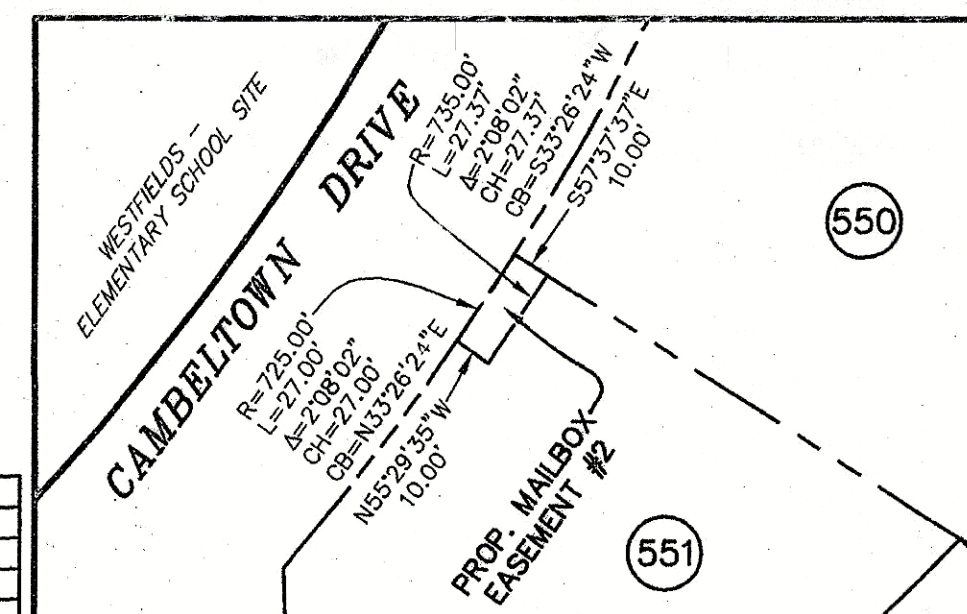 WESTFIELDS -
ELEMENTARY SCHOOL SITE
CAMBELTOWN DRIVE
R=735.00'
L=27.37'
Δ=2°08'02"
CH=27.37'
CB=S33°26'24"W
S57°37'37"E
10.00'
550
R=725.00'
L=27.00'
Δ=2°08'02"
CH=27.00'
CB=N33°26'24"E
N55°29'35"W
10.00'
PROP. MAILBOX
EASEMENT #2
551